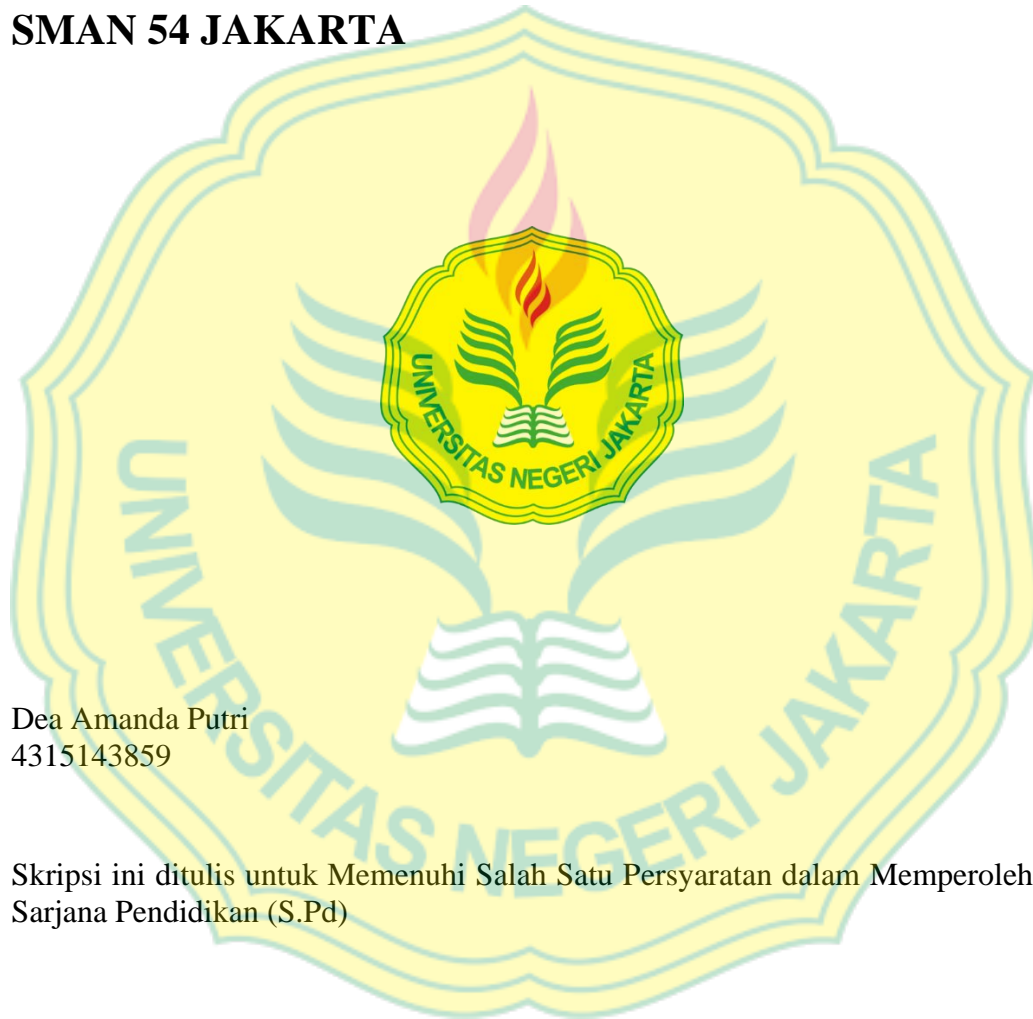 SMAN 54 JAKARTA
UNIVERSITAS NEGERI JAKARTA
UNIVERSITAS NEGERI JAKARTA
Dea Amanda Putri
4315143859
Skripsi ini ditulis untuk Memenuhi Salah Satu Persyaratan dalam Memperoleh
Sarjana Pendidikan (S.Pd)